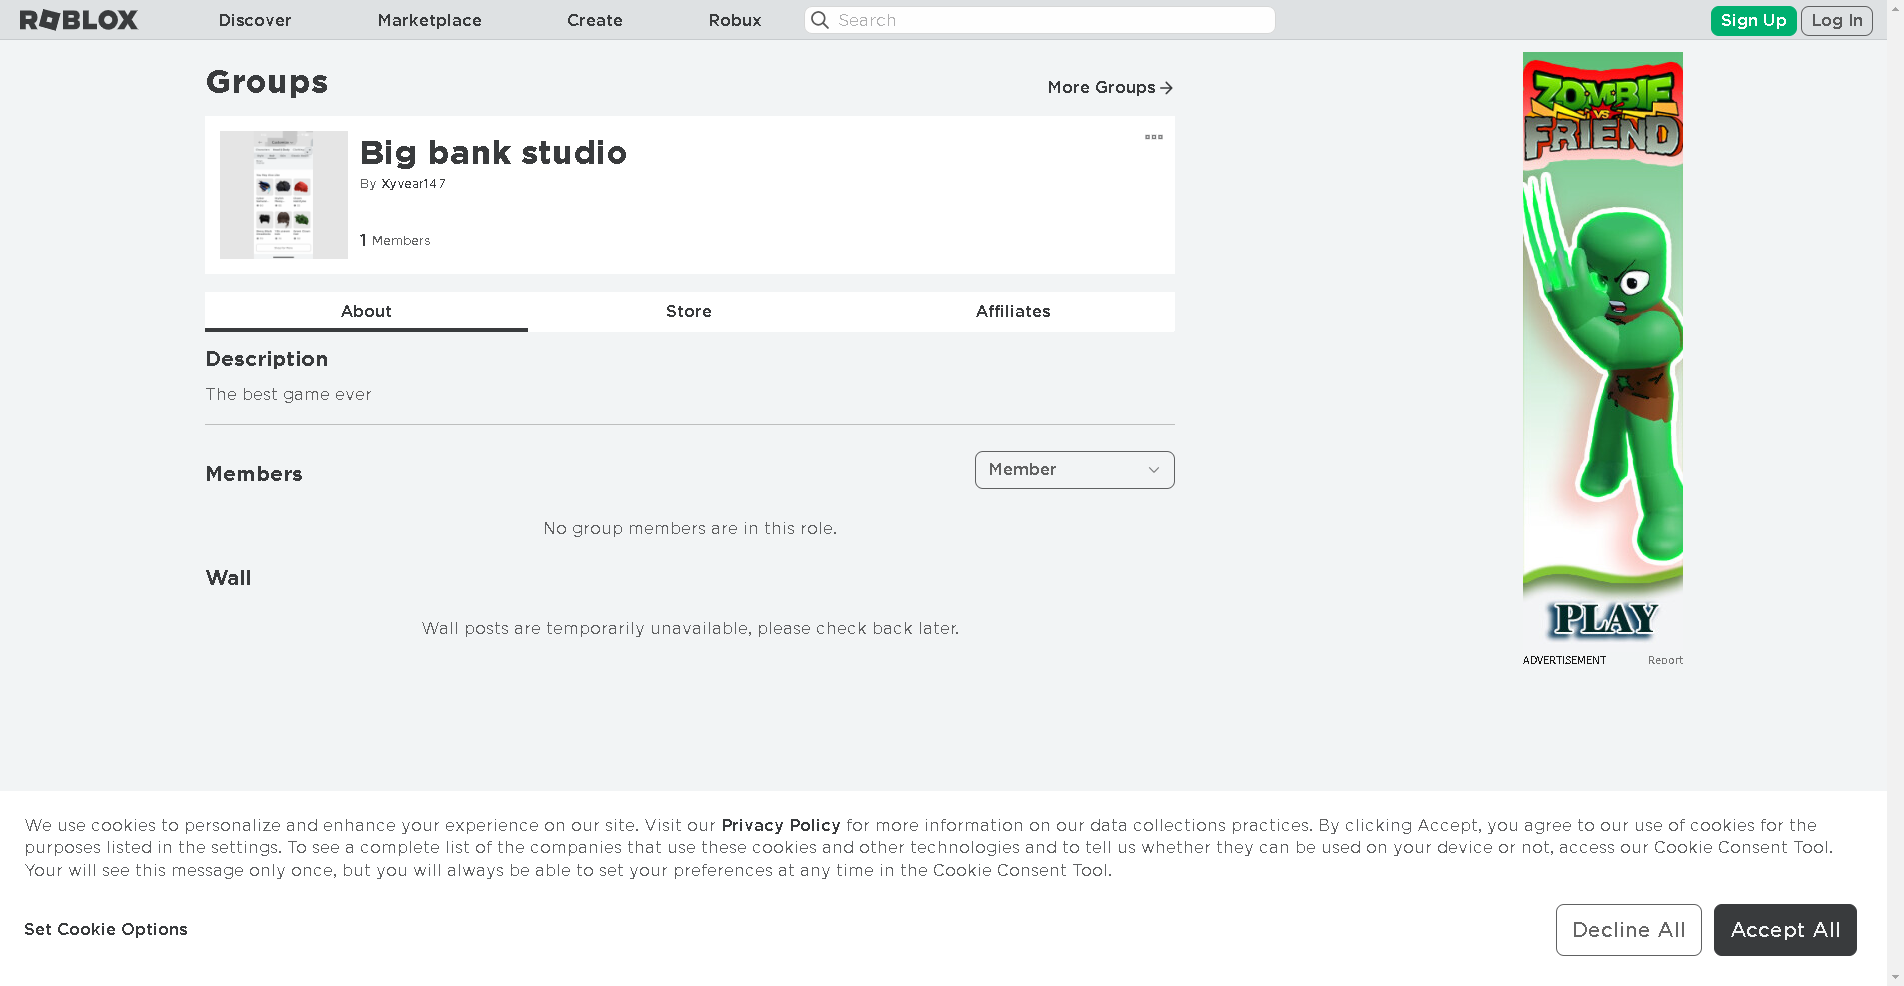 ROBLOX Discover Marketplace Create Robux Search Sign Up Log In
Groups
More Groups
Big bank studio
By Xyvear147
1 Members
About Store Affiliates
Description
The best game ever
Members
Member
No group members are in this role.
Wall
Wall posts are temporarily unavailable, please check back later.
ZOMBIE
VS
FRIEND
PLAY
ADVERTISEMENT Report
We use cookies to personalize and enhance your experience on our site. Visit our Privacy Policy for more information on our data collections practices. By clicking Accept, you agree to our use of cookies for the
purposes listed in the settings. To see a complete list of the companies that use these cookies and other technologies and to tell us whether they can be used on your device or not, access our Cookie Consent Tool.
Your will see this message only once, but you will always be able to set your preferences at any time in the Cookie Consent Tool.
Set Cookie Options
Decline All Accept All